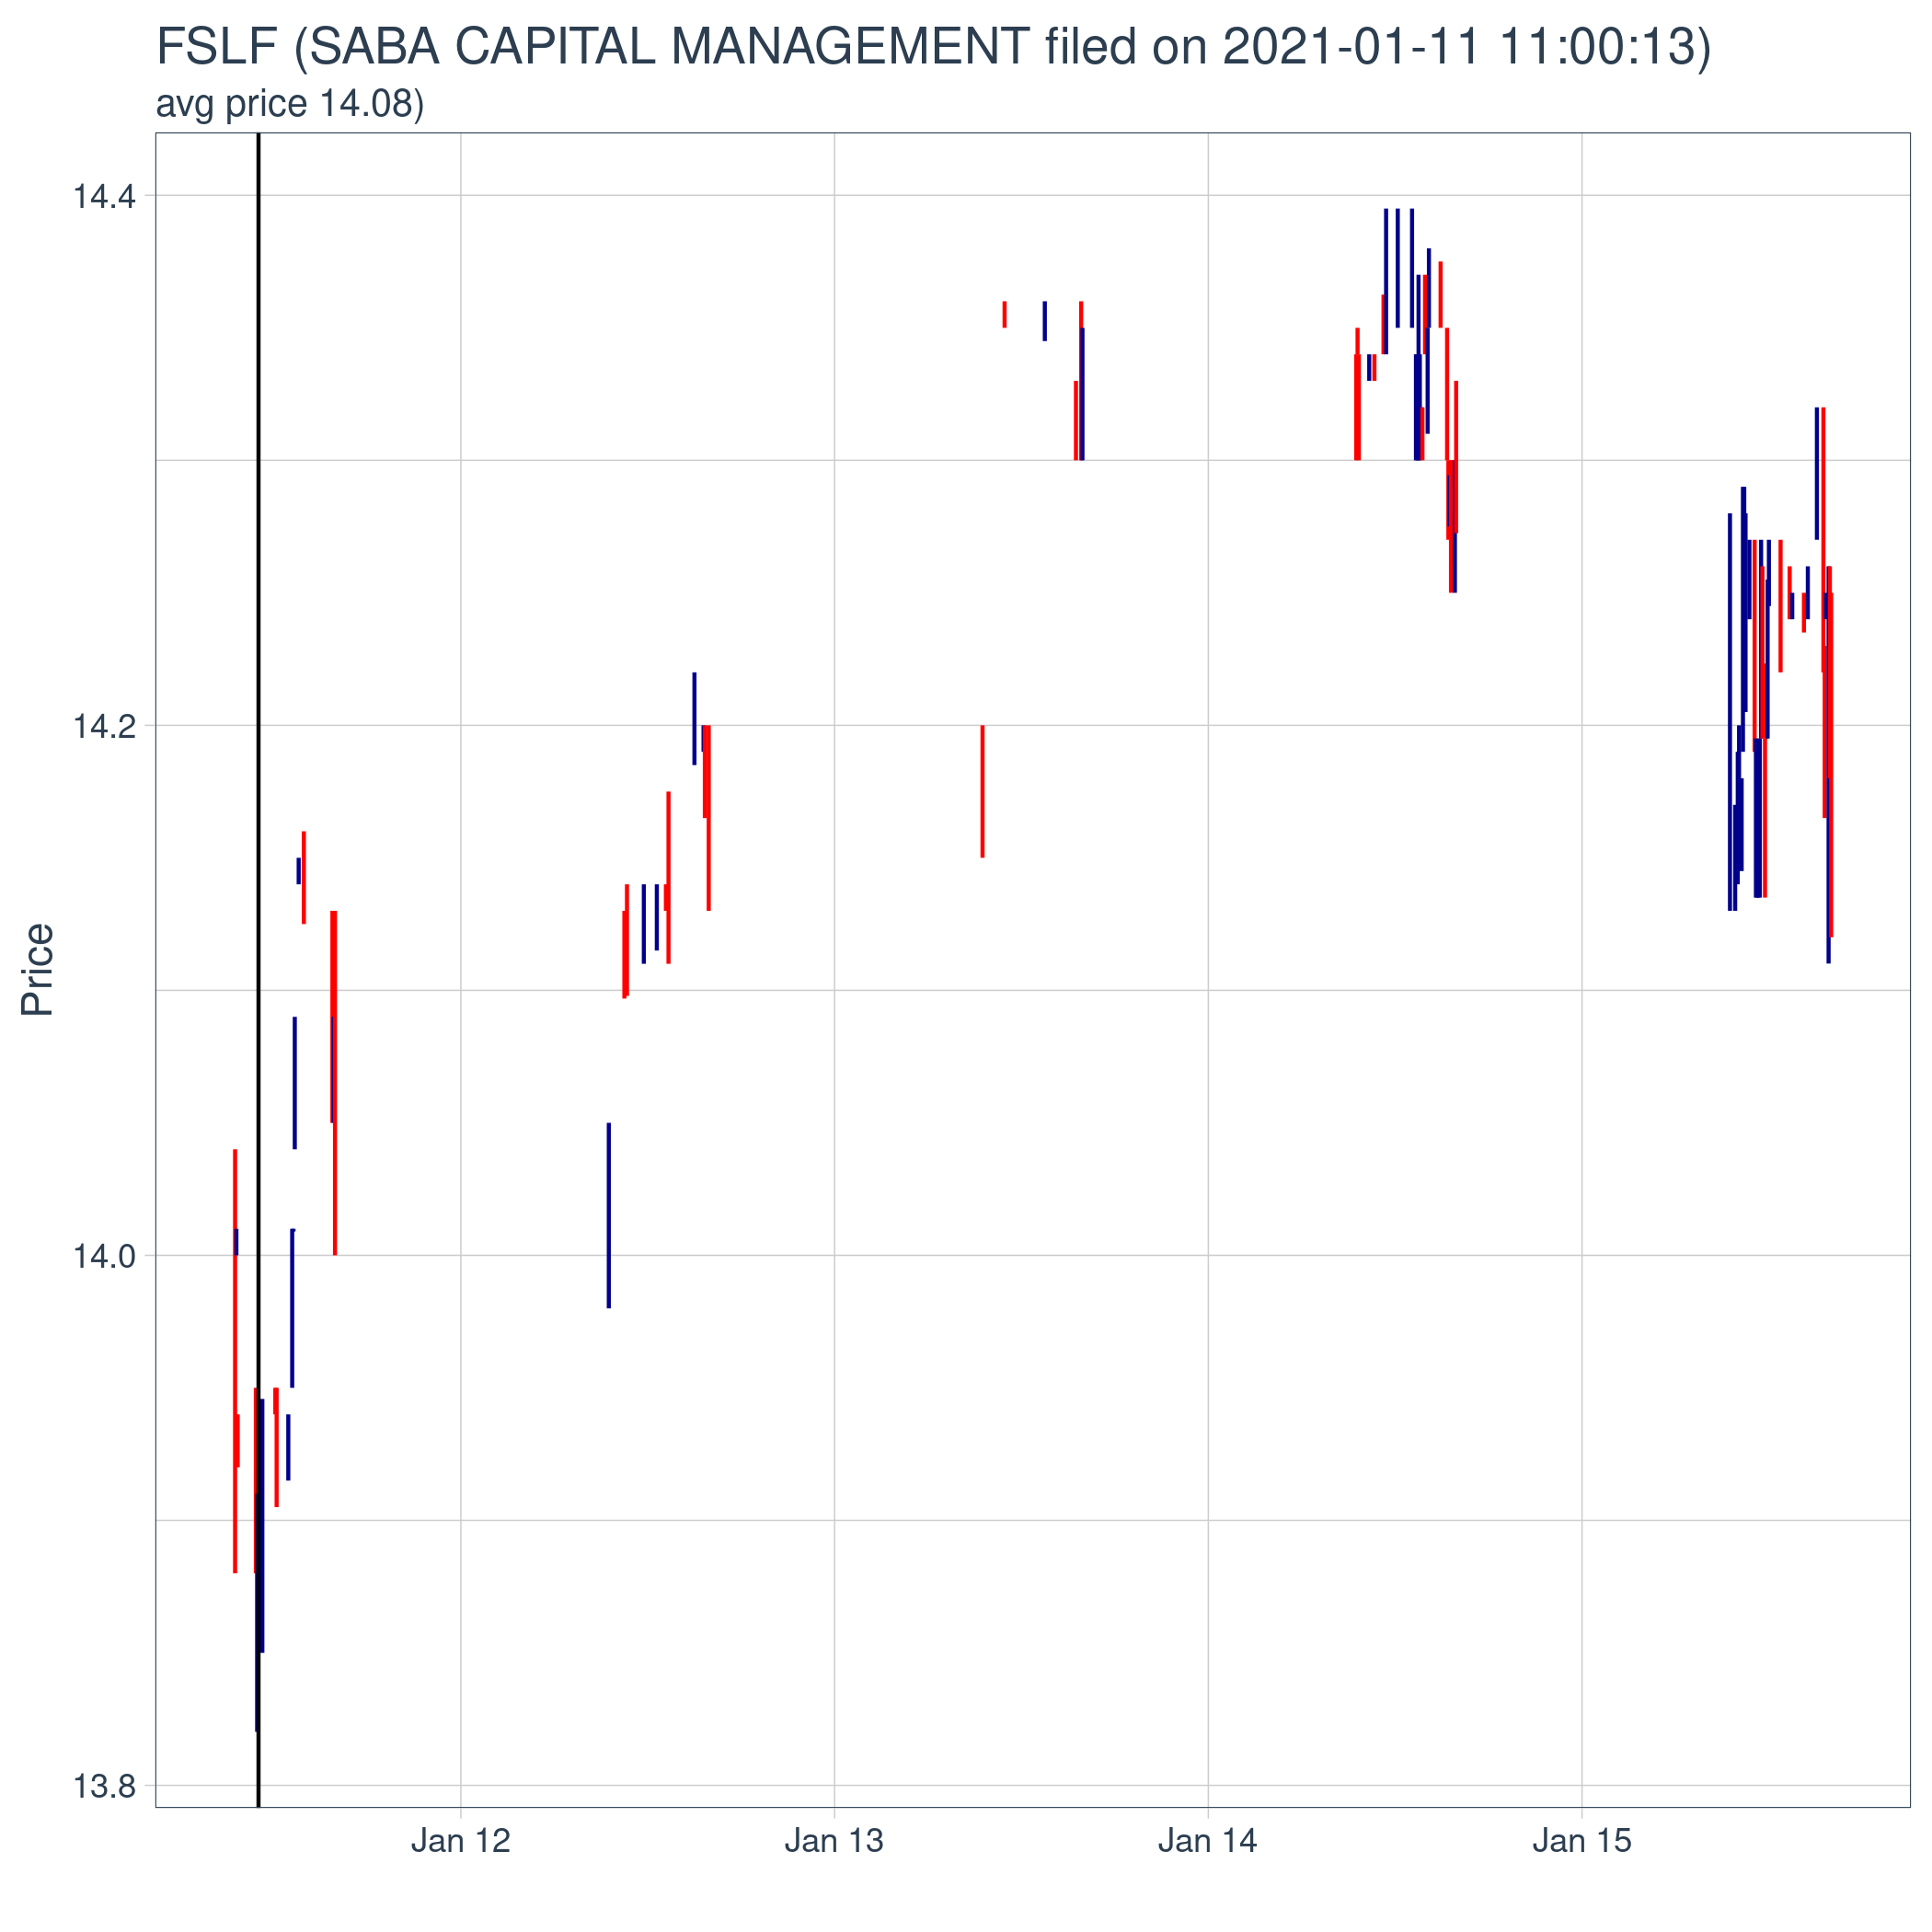 FSLF (SABA CAPITAL MANAGEMENT filed on 2021-01-11 11:00:13)
avg price 14.08)
14.4
14.2
14.0
13.8
Price
Jan 12
Jan 13
Jan 14
Jan 15